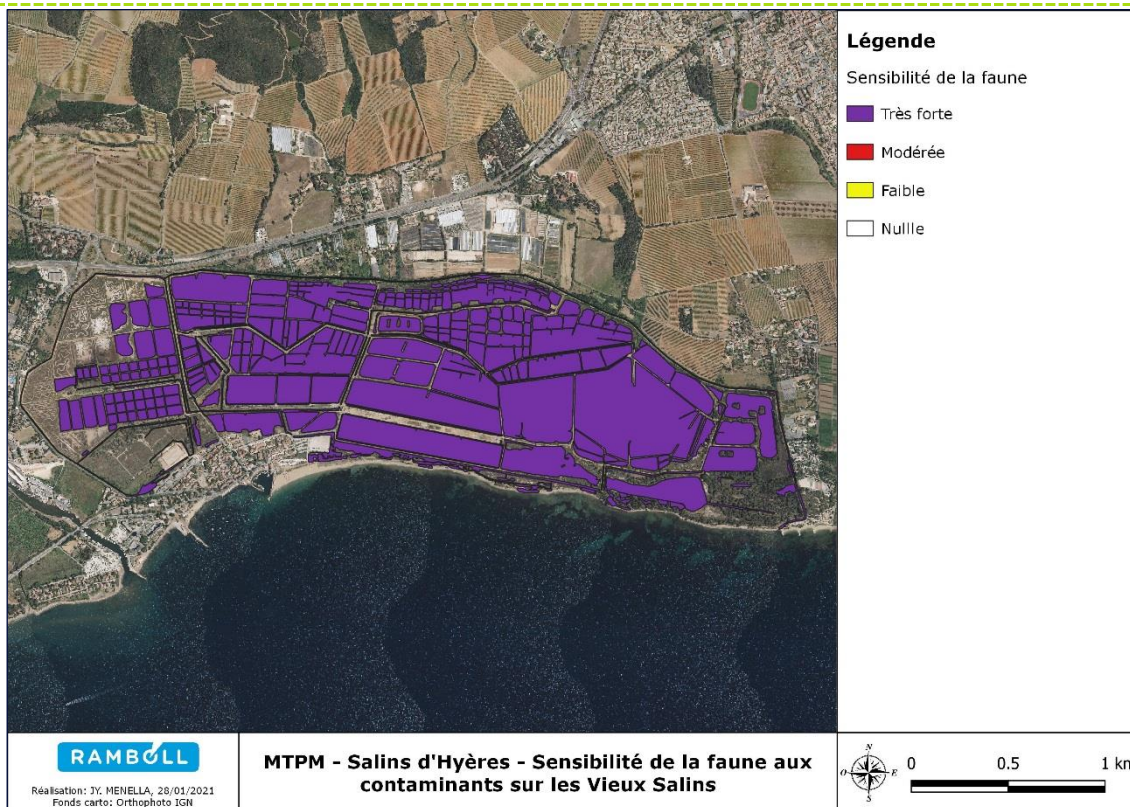 Légende
Sensibilité de la faune
Très forte
Modérée
Faible
Nullle
RAMBOLL
Réalisation: JY. MENELLA, 28/01/2021
Fonds carto: Orthophoto IGN
MTPM - Salins d'Hyères - Sensibilité de la faune aux
contaminants sur les Vieux Salins
N
O
E
S
0 0.5 1 km